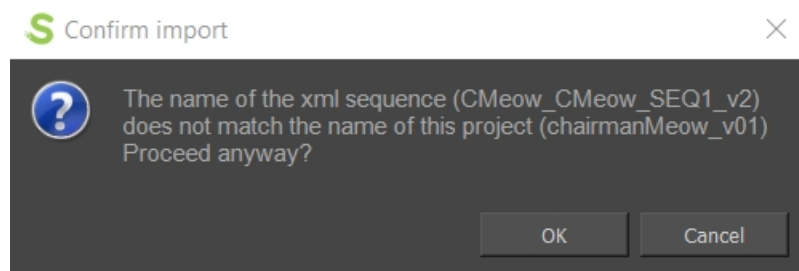 S Confirm import
The name of the xml sequence (CMeow_CMeow_SEQ1_v2)
does not match the name of this project (chairmanMeow_v01)
Proceed anyway?
OK Cancel